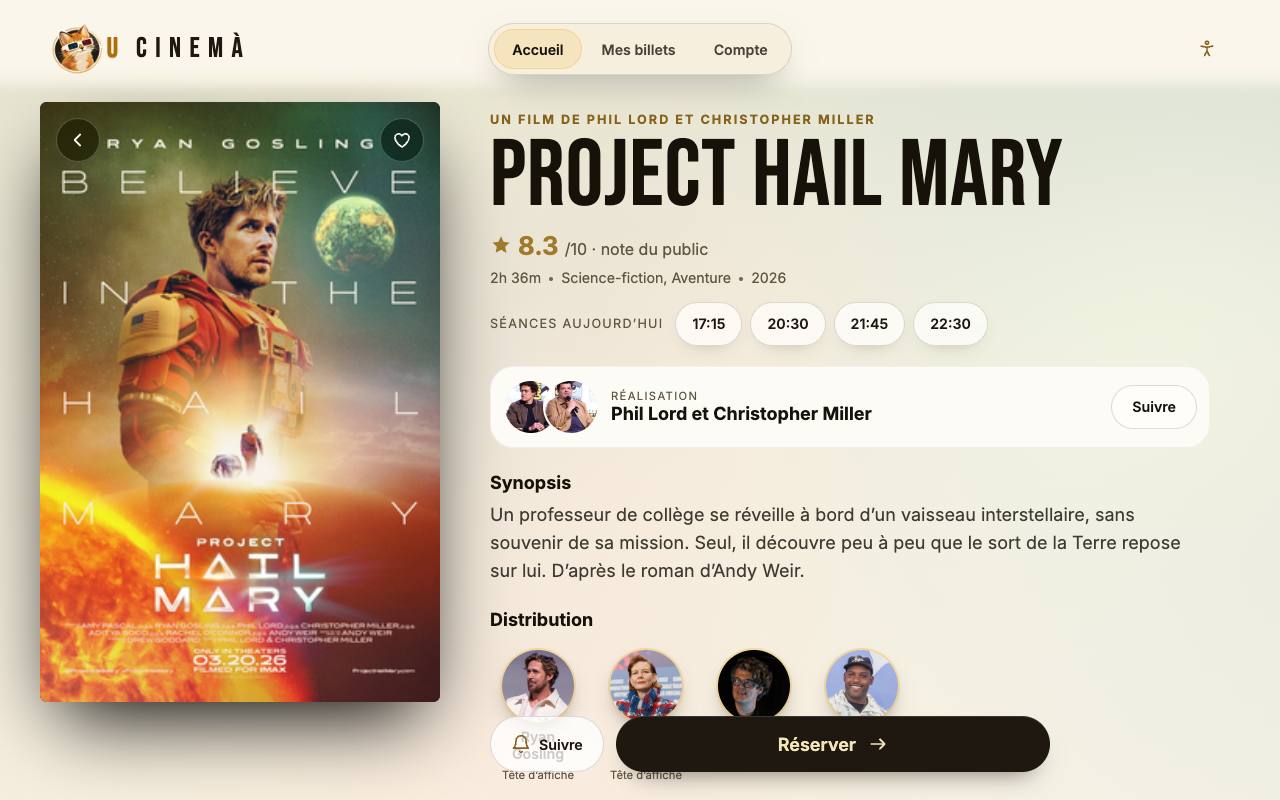 U CINEMÀ
Accueil
Mes billets
Compte
RYAN GOSLING
BELIEVE
IN THE
HAIL
MARY
PROJECT
HAIL
MARY
ONLY IN THEATERS
03.20.26
FILMED FOR IMAX
UN FILM DE PHIL LORD ET CHRISTOPHER MILLER
PROJECT HAIL MARY
8.3 /10 · note du public
2h 36m • Science-fiction, Aventure • 2026
SÉANCES AUJOURD’HUI 17:15 20:30 21:45 22:30
RÉALISATION
Phil Lord et Christopher Miller
Suivre
Synopsis
Un professeur de collège se réveille à bord d’un vaisseau interstellaire, sans
souvenir de sa mission. Seul, il découvre peu à peu que le sort de la Terre repose
sur lui. D’après le roman d’Andy Weir.
Distribution
Ryan
Gosling
Suivre
Réserver
Tête d’affiche
Tête d’affiche